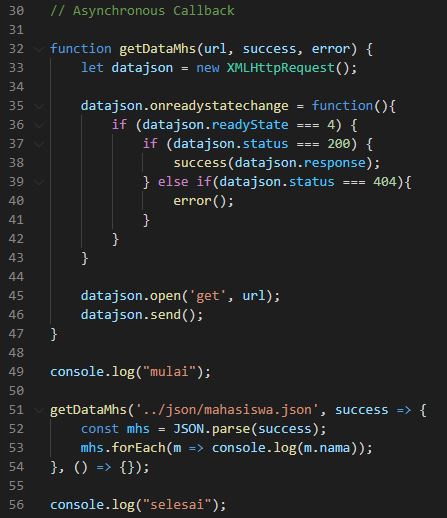 30 // Asynchronous Callback
31
32 function getDataMhs(url, success, error) {
33     let datajson = new XMLHttpRequest();
34
35     datajson.onreadystatechange = function(){
36         if (datajson.readyState === 4) {
37             if (datajson.status === 200) {
38                 success(datajson.response);
39             } else if(datajson.status === 404){
40                 error();
41             }
42         }
43     }
44
45     datajson.open('get', url);
46     datajson.send();
47 }
48
49 console.log("mulai");
50
51 getDataMhs('../json/mahasiswa.json', success => {
52     const mhs = JSON.parse(success);
53     mhs.forEach(m => console.log(m.nama));
54 }, () => {});
55
56 console.log("selesai");